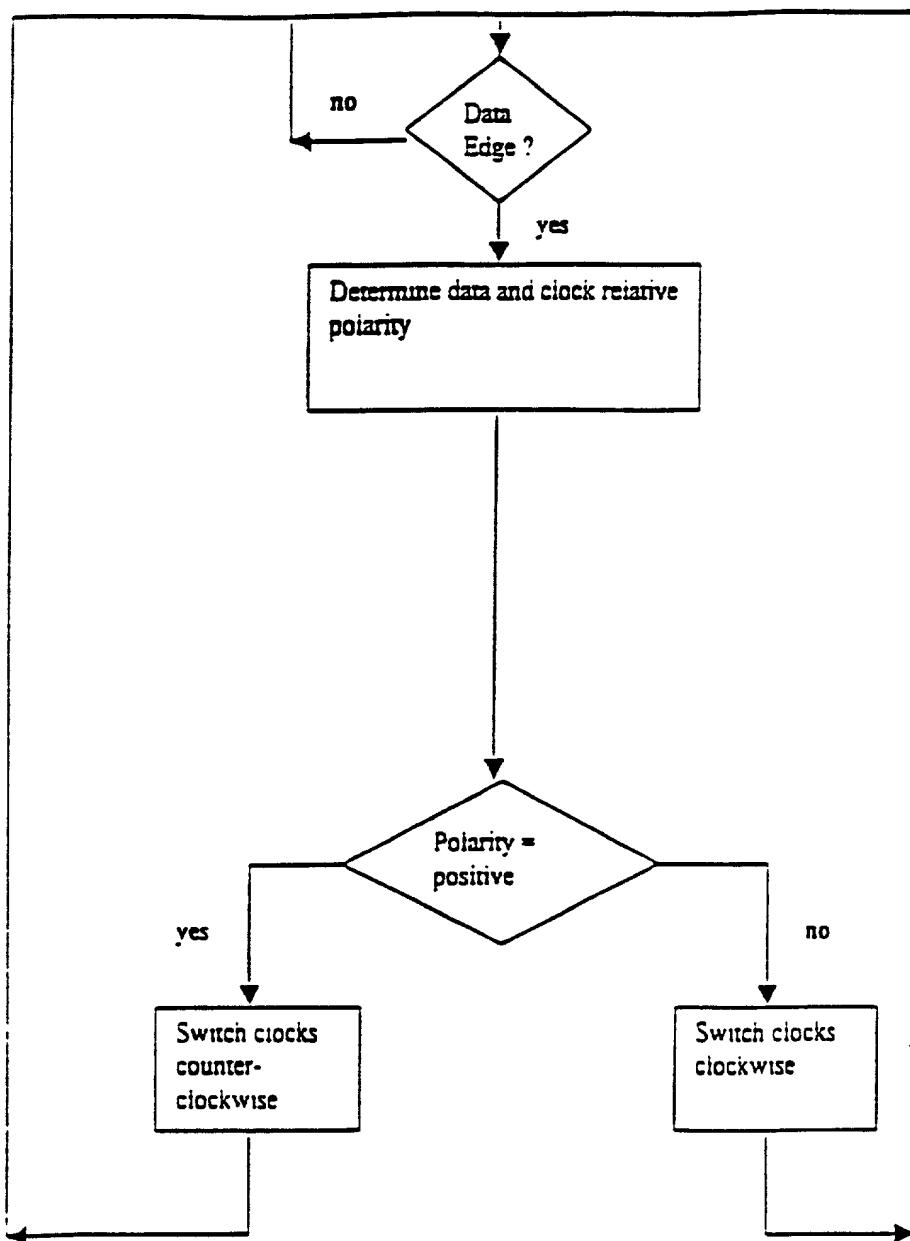 no
Data
Edge ?
yes
Determine data and clock relative
polarity
Polarity =
positive
yes
no
Switch clocks
counter-
clockwise
Switch clocks
clockwise